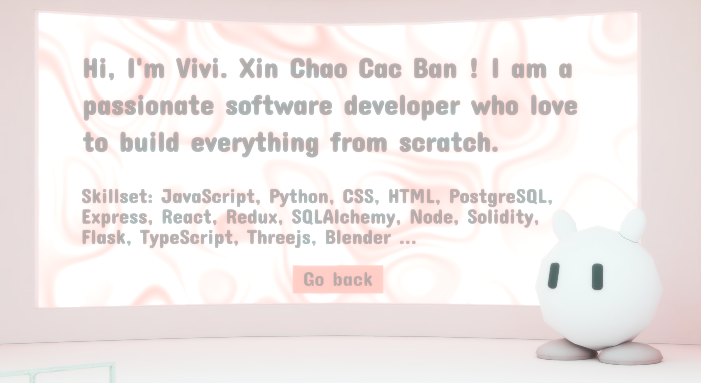 Hi, I'm Vivi. Xin Chao Cac Ban ! I am a
passionate software developer who love
to build everything from scratch.
Skillset: JavaScript, Python, CSS, HTML, PostgreSQL,
Express, React, Redux, SQLAlchemy, Node, Solidity,
Flask, TypeScript, Threejs, Blender ...
Go back